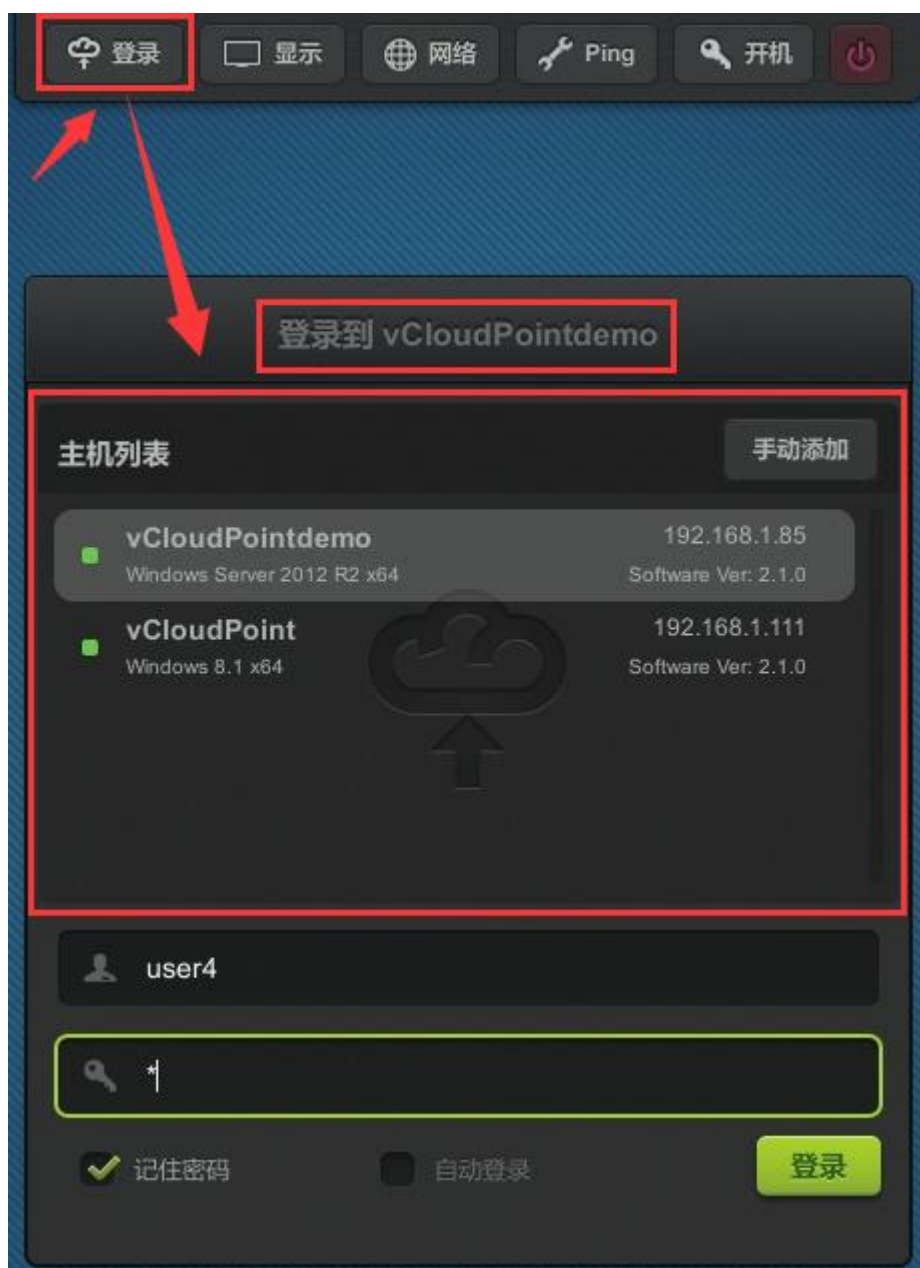 登录 显示 网络 Ping 开机
登录到 vCloudPointdemo
主机列表 手动添加
vCloudPointdemo 192.168.1.85
Windows Server 2012 R2 x64 Software Ver: 2.1.0
vCloudPoint 192.168.1.111
Windows 8.1 x64 Software Ver: 2.1.0
user4
*
记住密码 自动登录 登录